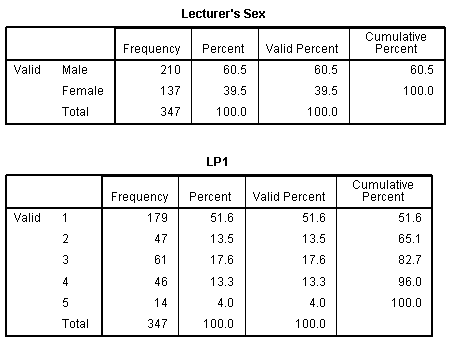 Lecturer's Sex
Frequency Percent Valid Percent Cumulative Percent
Valid Male 210 60.5 60.5 60.5
Female 137 39.5 39.5 100.0
Total 347 100.0 100.0
LP1
Frequency Percent Valid Percent Cumulative Percent
Valid 1 179 51.6 51.6 51.6
2 47 13.5 13.5 65.1
3 61 17.6 17.6 82.7
4 46 13.3 13.3 96.0
5 14 4.0 4.0 100.0
Total 347 100.0 100.0